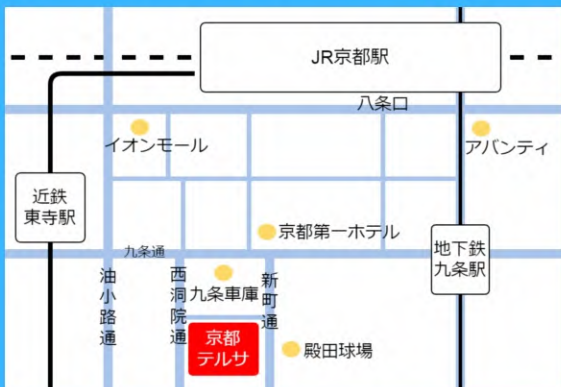 JR京都駅
八条口
イオンモール
アバンティ
近鉄
東寺駅
京都第一ホテル
地下鉄
九条駅
九条通
油小路通
西洞院通
九条車庫
新町通
京都
テルサ
殿田球場